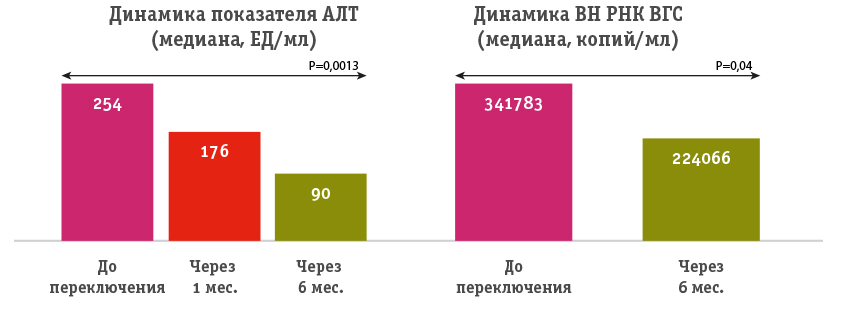 Динамика показателя АЛТ
(медиана, ЕД/мл)
P=0,0013
254
176
90
До
переключения
Через
1 мес.
Через
6 мес.
Динамика ВН РНК ВГС
(медиана, копий/мл)
P=0,04
341783
224066
До
переключения
Через
6 мес.